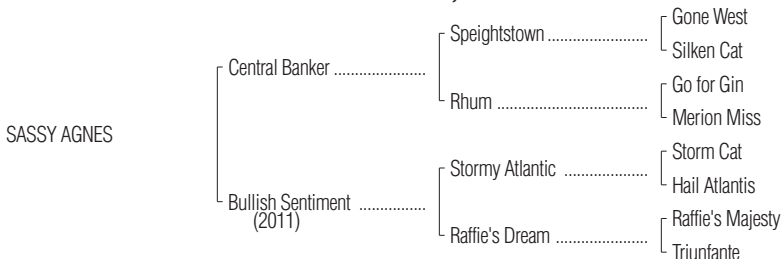 Gone West
Speightstown ......................
Silken Cat
Central Banker .......................
Go for Gin
Rhum .................................
Merion Miss
SASSY AGNES
Storm Cat
Stormy Atlantic ..................
Hail Atlantis
Bullish Sentiment .................
(2011)
Raffie's Majesty
Raffie's Dream ....................
Triunfante